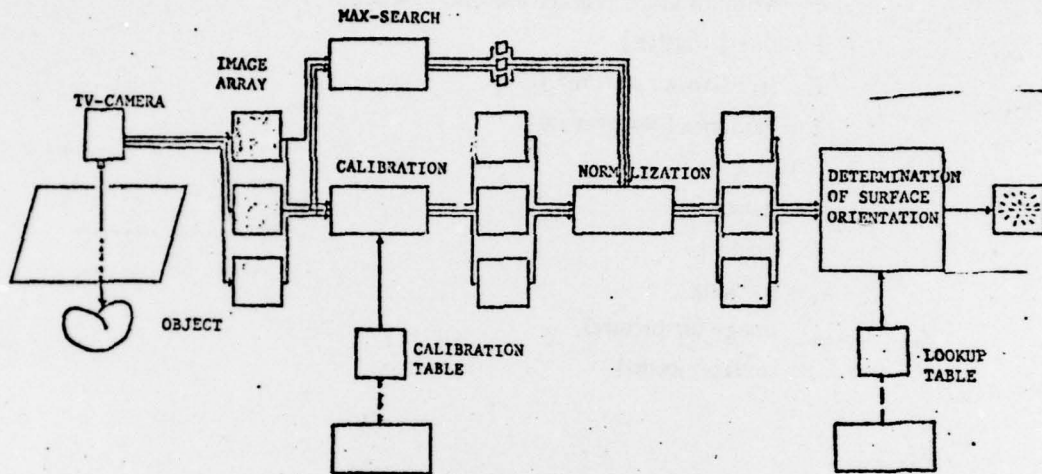 MAX-SEARCH
IMAGE
ARRAY
TV-CAMERA
CALIBRATION
NORMALIZATION
DETERMINATION
OF SURFACE
ORIENTATION
OBJECT
CALIBRATION
TABLE
LOOKUP
TABLE